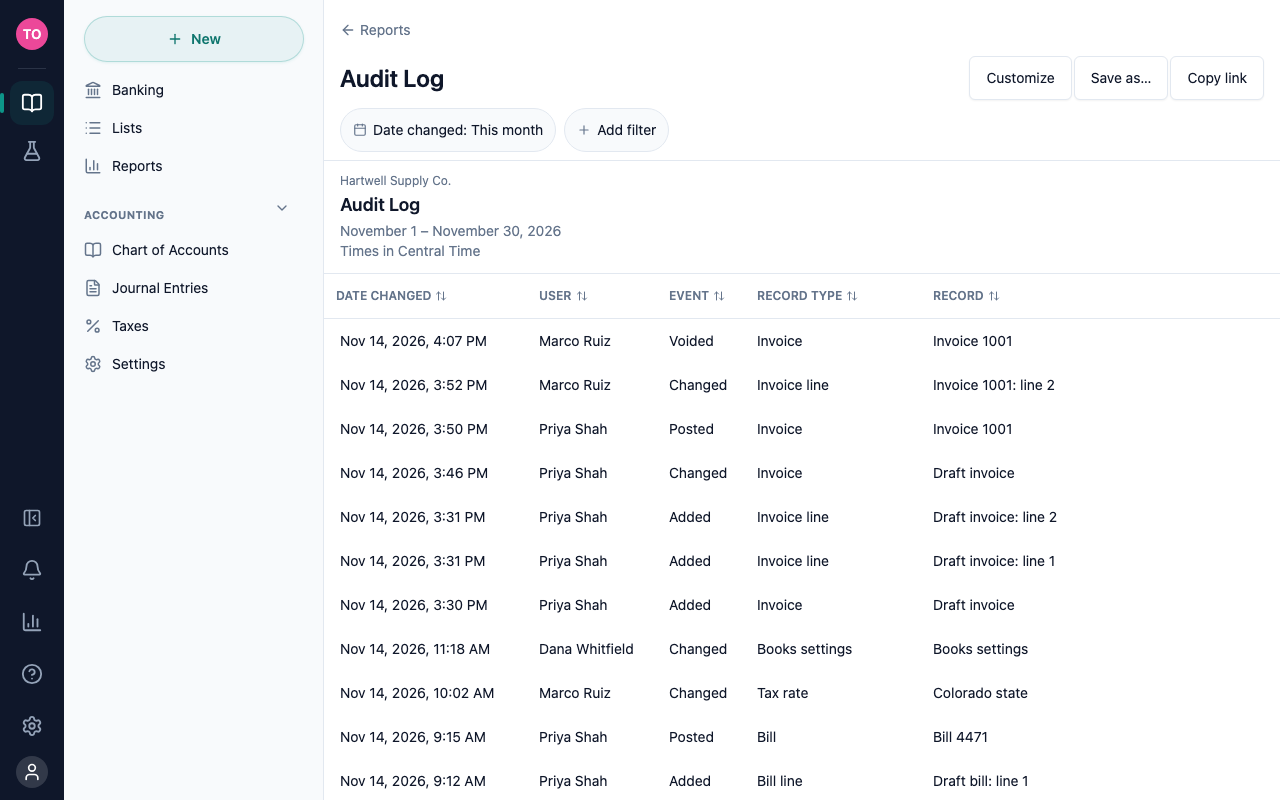 TO
New
Banking
Lists
Reports
ACCOUNTING
Chart of Accounts
Journal Entries
Taxes
Settings
Reports
Audit Log
Customize
Save as...
Copy link
Date changed: This month
Add filter
Hartwell Supply Co.
Audit Log
November 1 – November 30, 2026
Times in Central Time
DATE CHANGED USER EVENT RECORD TYPE RECORD
Nov 14, 2026, 4:07 PM Marco Ruiz Voided Invoice Invoice 1001
Nov 14, 2026, 3:52 PM Marco Ruiz Changed Invoice line Invoice 1001: line 2
Nov 14, 2026, 3:50 PM Priya Shah Posted Invoice Invoice 1001
Nov 14, 2026, 3:46 PM Priya Shah Changed Invoice Draft invoice
Nov 14, 2026, 3:31 PM Priya Shah Added Invoice line Draft invoice: line 2
Nov 14, 2026, 3:31 PM Priya Shah Added Invoice line Draft invoice: line 1
Nov 14, 2026, 3:30 PM Priya Shah Added Invoice Draft invoice
Nov 14, 2026, 11:18 AM Dana Whitfield Changed Books settings Books settings
Nov 14, 2026, 10:02 AM Marco Ruiz Changed Tax rate Colorado state
Nov 14, 2026, 9:15 AM Priya Shah Posted Bill Bill 4471
Nov 14, 2026, 9:12 AM Priya Shah Added Bill line Draft bill: line 1